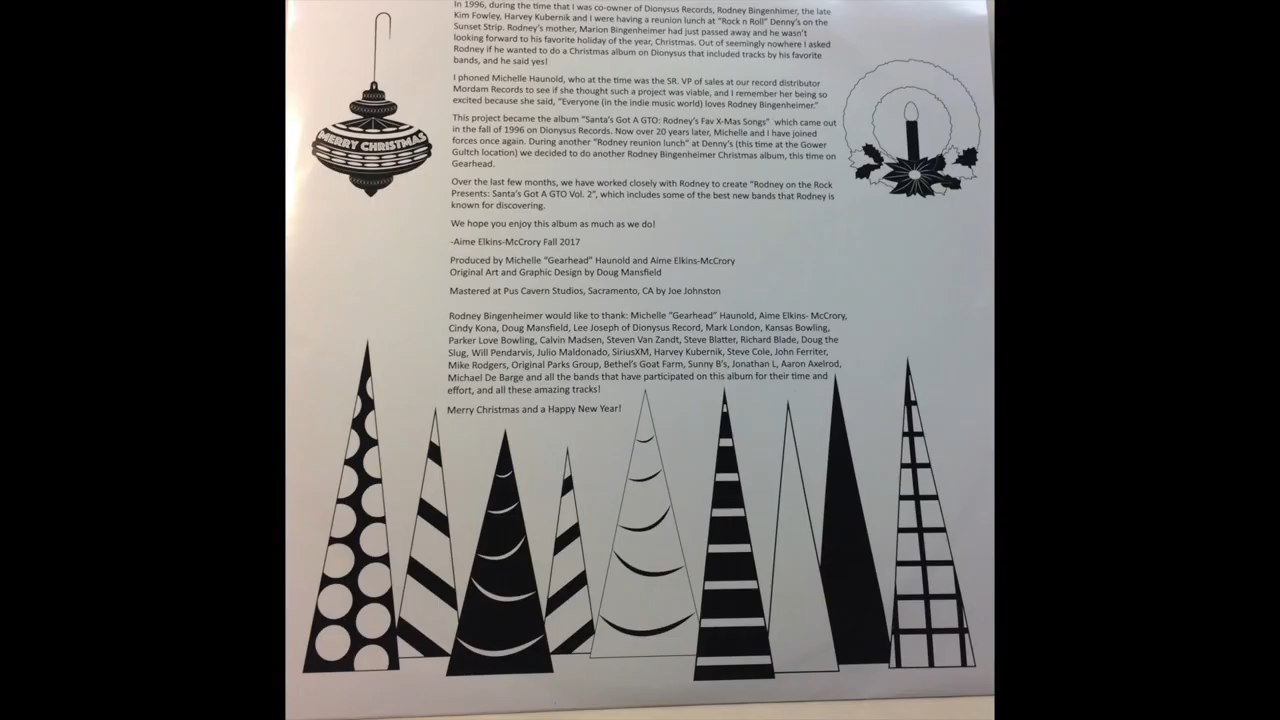 In 1996, during the time that I was co-owner of Dionysus Records, Rodney Bingenhimer, the late
Kim Fowley, Harvey Kubernik and I were having a reunion lunch at "Rock n Roll" Denny's on the
Sunset Strip. Rodney's mother, Marion Bingenheimer had just passed away and he wasn't
looking forward to his favorite holiday of the year, Christmas. Out of seemingly nowhere I asked
Rodney if he wanted to do a Christmas album on Dionysus that included tracks by his favorite
bands, and he said yes!
I phoned Michelle Haunold, who at the time was the SR. VP of sales at our record distributor
Mordam Records to see if she thought such a project was viable, and I remember her being so
excited because she said, "Everyone (in the indie music world) loves Rodney Bingenheimer."
MERRY CHRISTMAS
This project became the album "Santa's Got A GTO: Rodney's Fav X-Mas Songs" which came out
in the fall of 1996 on Dionysus Records. Now over 20 years later, Michelle and I have joined
forces once again. During another "Rodney reunion lunch" at Denny's (this time at the Gower
Gultch location) we decided to do another Rodney Bingenheimer Christmas album, this time on
Gearhead.
Over the last few months, we have worked closely with Rodney to create "Rodney on the Rock
Presents: Santa's Got A GTO Vol. 2", which includes some of the best new bands that Rodney is
known for discovering.
We hope you enjoy this album as much as we do!
-Aime Elkins-McCrory Fall 2017
Produced by Michelle "Gearhead" Haunold and Aime Elkins-McCrory
Original Art and Graphic Design by Doug Mansfield
Mastered at Pus Cavern Studios, Sacramento, CA by Joe Johnston
Rodney Bingenheimer would like to thank: Michelle "Gearhead" Haunold, Aime Elkins- McCrory,
Cindy Kona, Doug Mansfield, Lee Joseph of Dionysus Record, Mark London, Kansas Bowling,
Parker Love Bowling, Calvin Madsen, Steven Van Zandt, Steve Blatter, Richard Blade, Doug the
Slug, Will Pendarvis, Julio Maldonado, SiriusXM, Harvey Kubernik, Steve Cole, John Ferriter,
Mike Rodgers, Original Parks Group, Bethel's Goat Farm, Sunny B's, Jonathan L, Aaron Axelrod,
Michael De Barge and all the bands that have participated on this album for their time and
effort, and all these amazing tracks!
Merry Christmas and a Happy New Year!